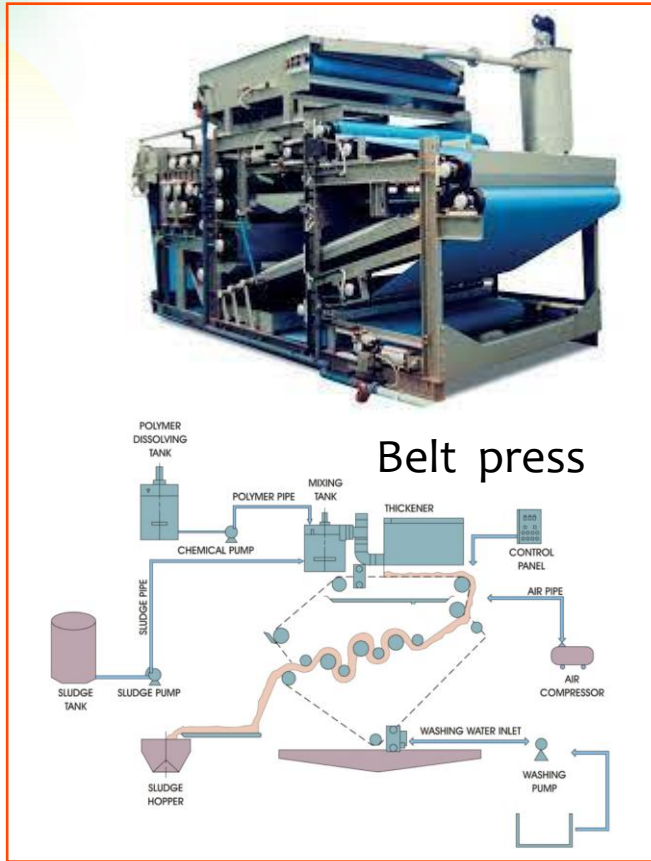 Belt press
POLYMER
DISSOLVING
TANK
POLYMER PIPE
MIXING
TANK
THICKENER
CHEMICAL PUMP
CONTROL
PANEL
SLUDGE PIPE
AIR PIPE
SLUDGE
TANK
SLUDGE PUMP
AIR
COMPRESSOR
WASHING WATER INLET
SLUDGE
HOPPER
WASHING
PUMP